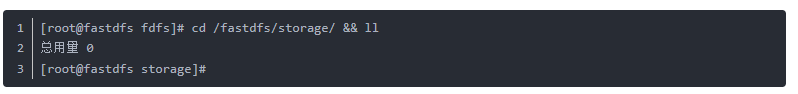 1 [root@fastdfs fdfs]# cd /fastdfs/storage/ && ll
2 总用量 0
3 [root@fastdfs storage]#